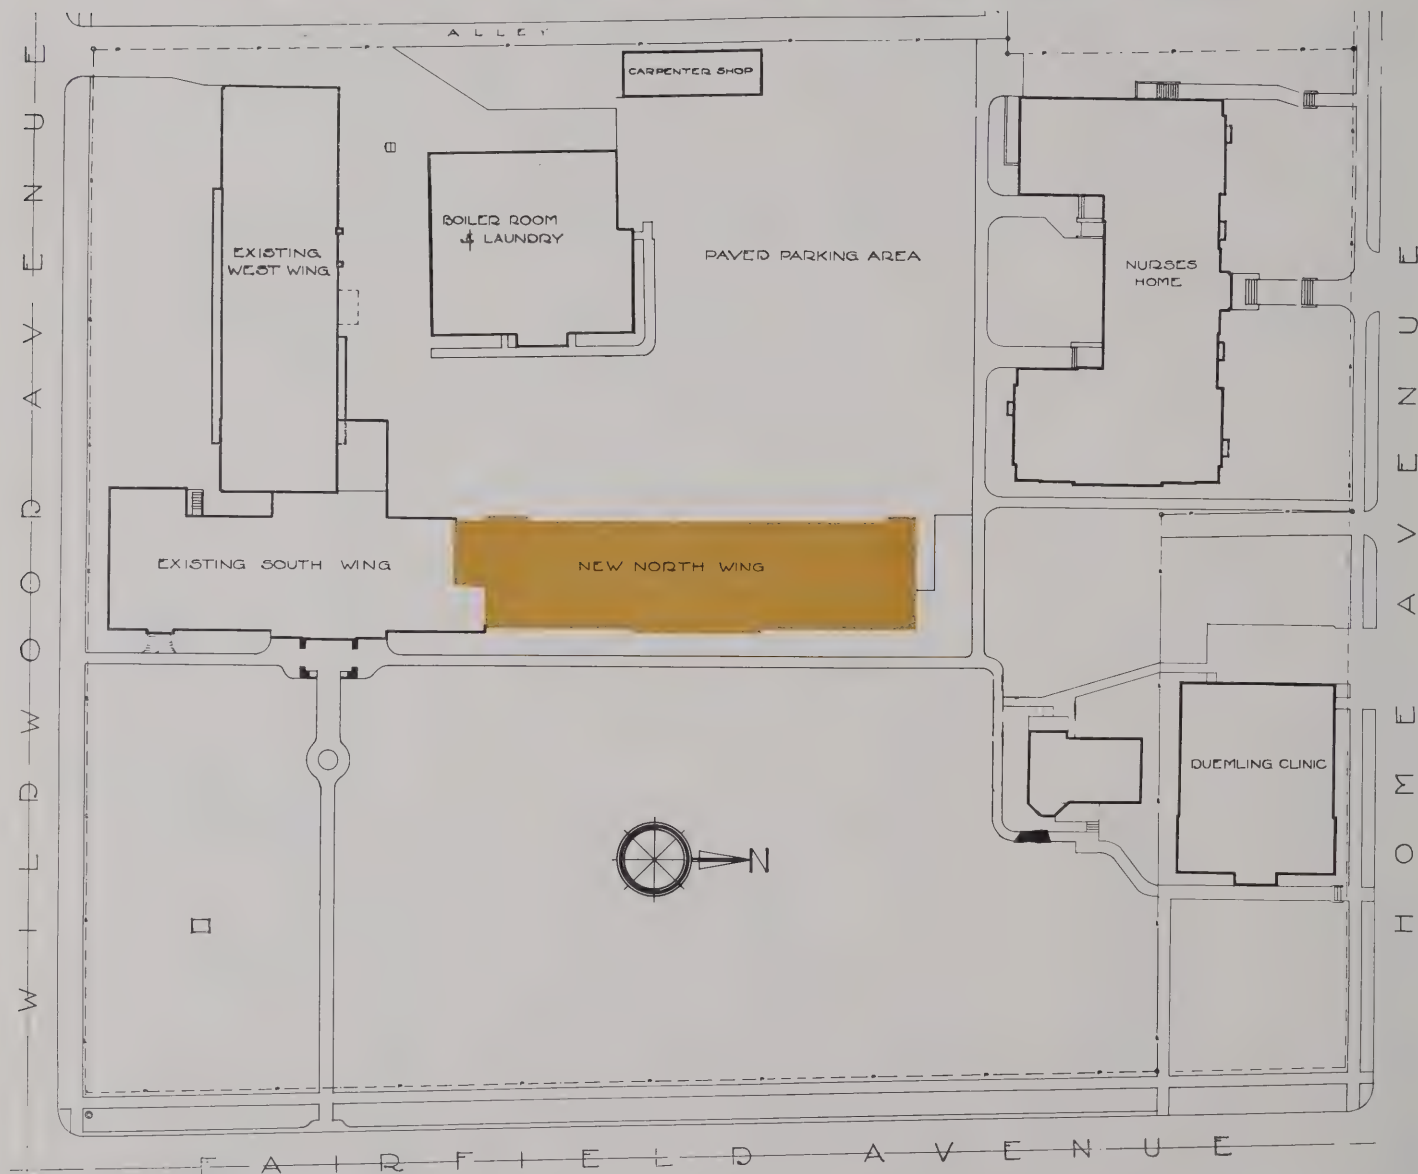 ALLEY
CARPENTER SHOP
BOILER ROOM
& LAUNDRY
EXISTING
WEST WING
PAVED PARKING AREA
NURSES
HOME
EXISTING SOUTH WING
NEW NORTH WING
DUEMLING CLINIC
N
WILDWOOD AVENUE
HOME AVENUE
FAIRFIELD AVENUE